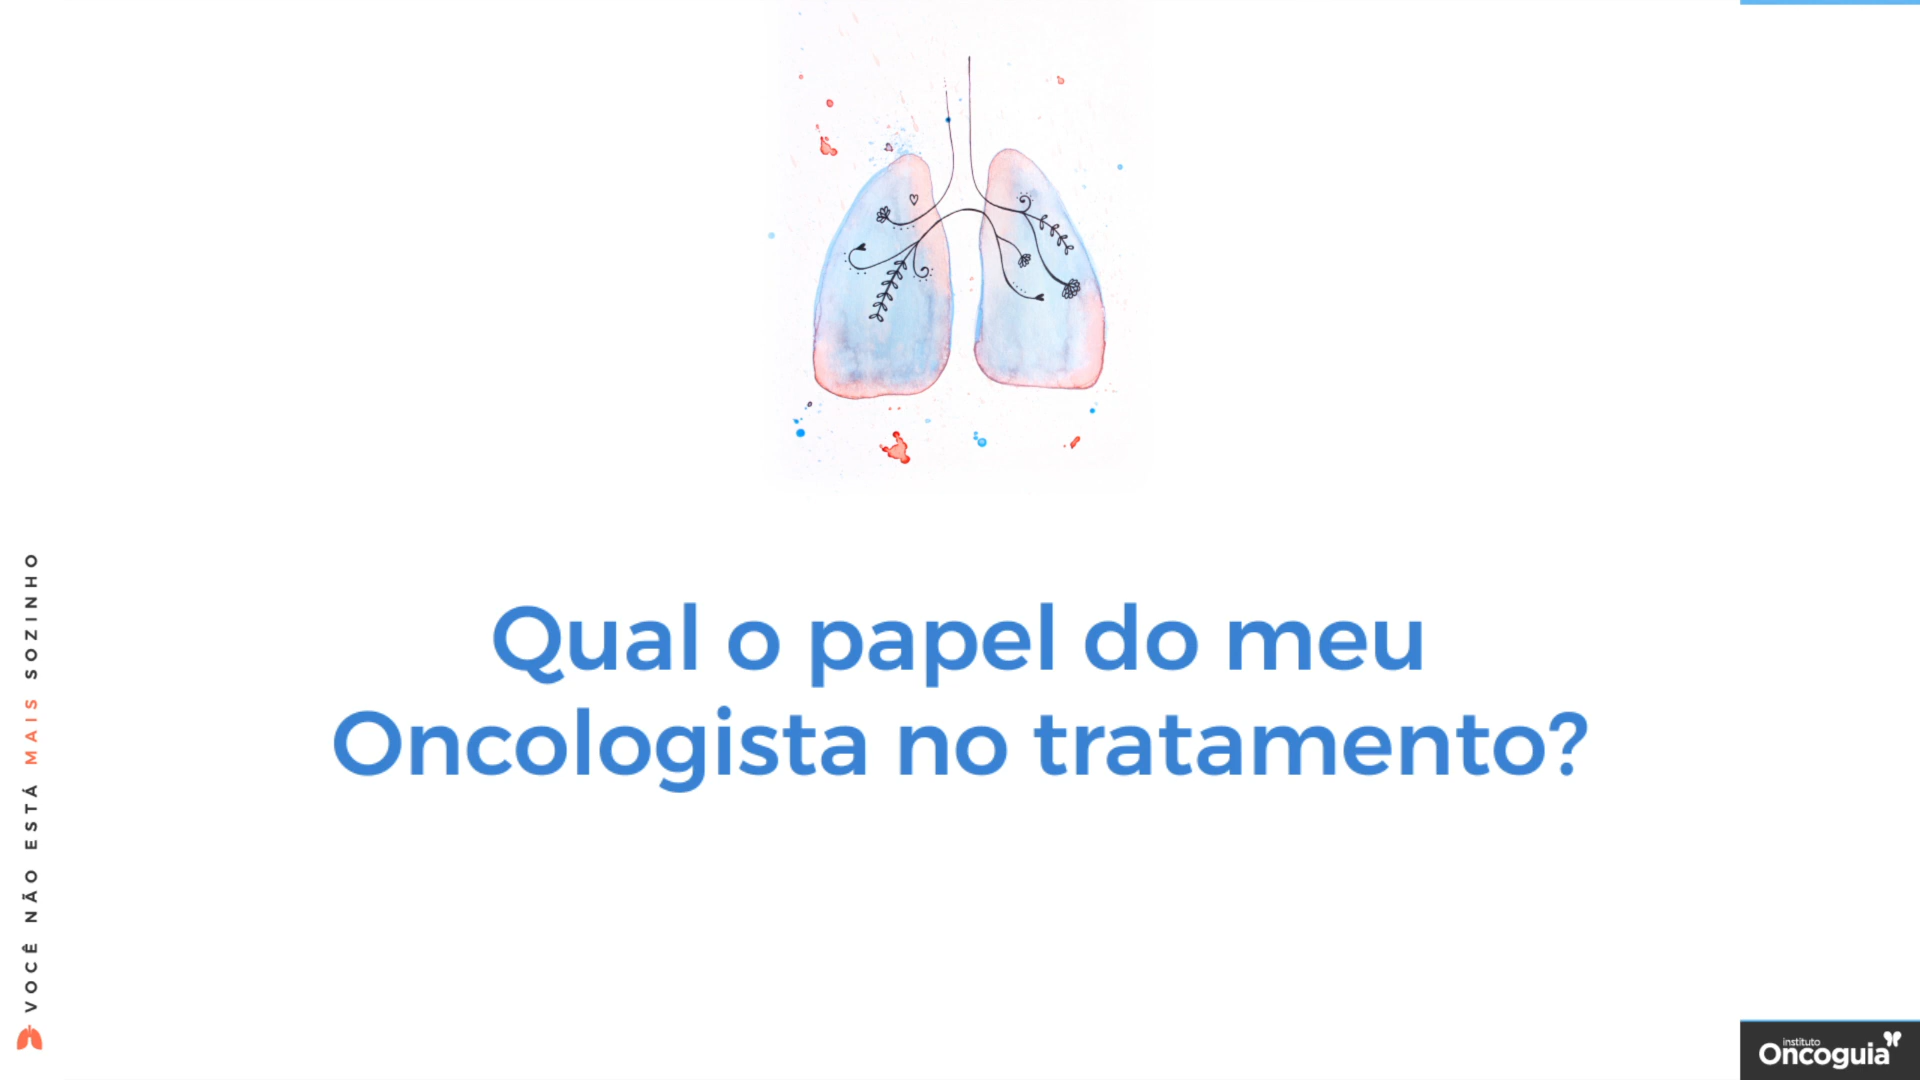 Qual o papel do meu
Oncologista no tratamento?
VOCÊ NÃO ESTÁ MAIS SOZINHO
instituto
Oncoguia